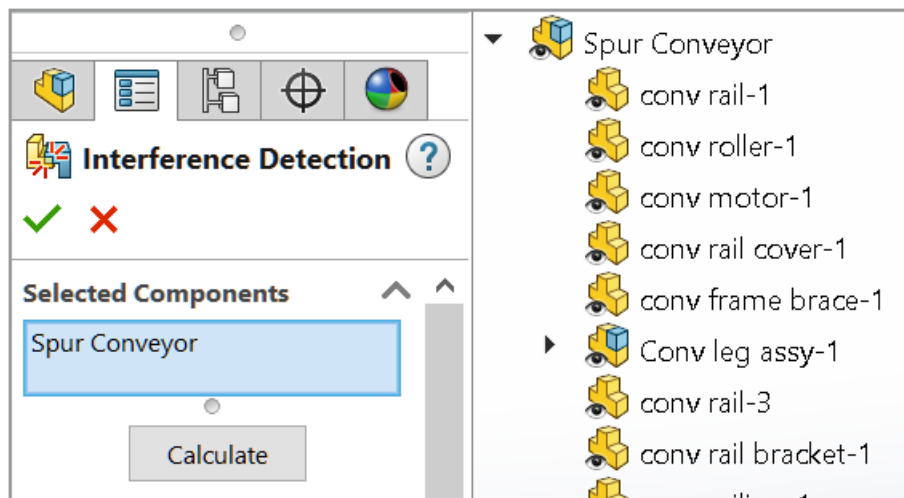 Interference Detection ?
Selected Components
Spur Conveyor
Calculate
Spur Conveyor
conv rail-1
conv roller-1
conv motor-1
conv rail cover-1
conv frame brace-1
Conv leg assy-1
conv rail-3
conv rail bracket-1